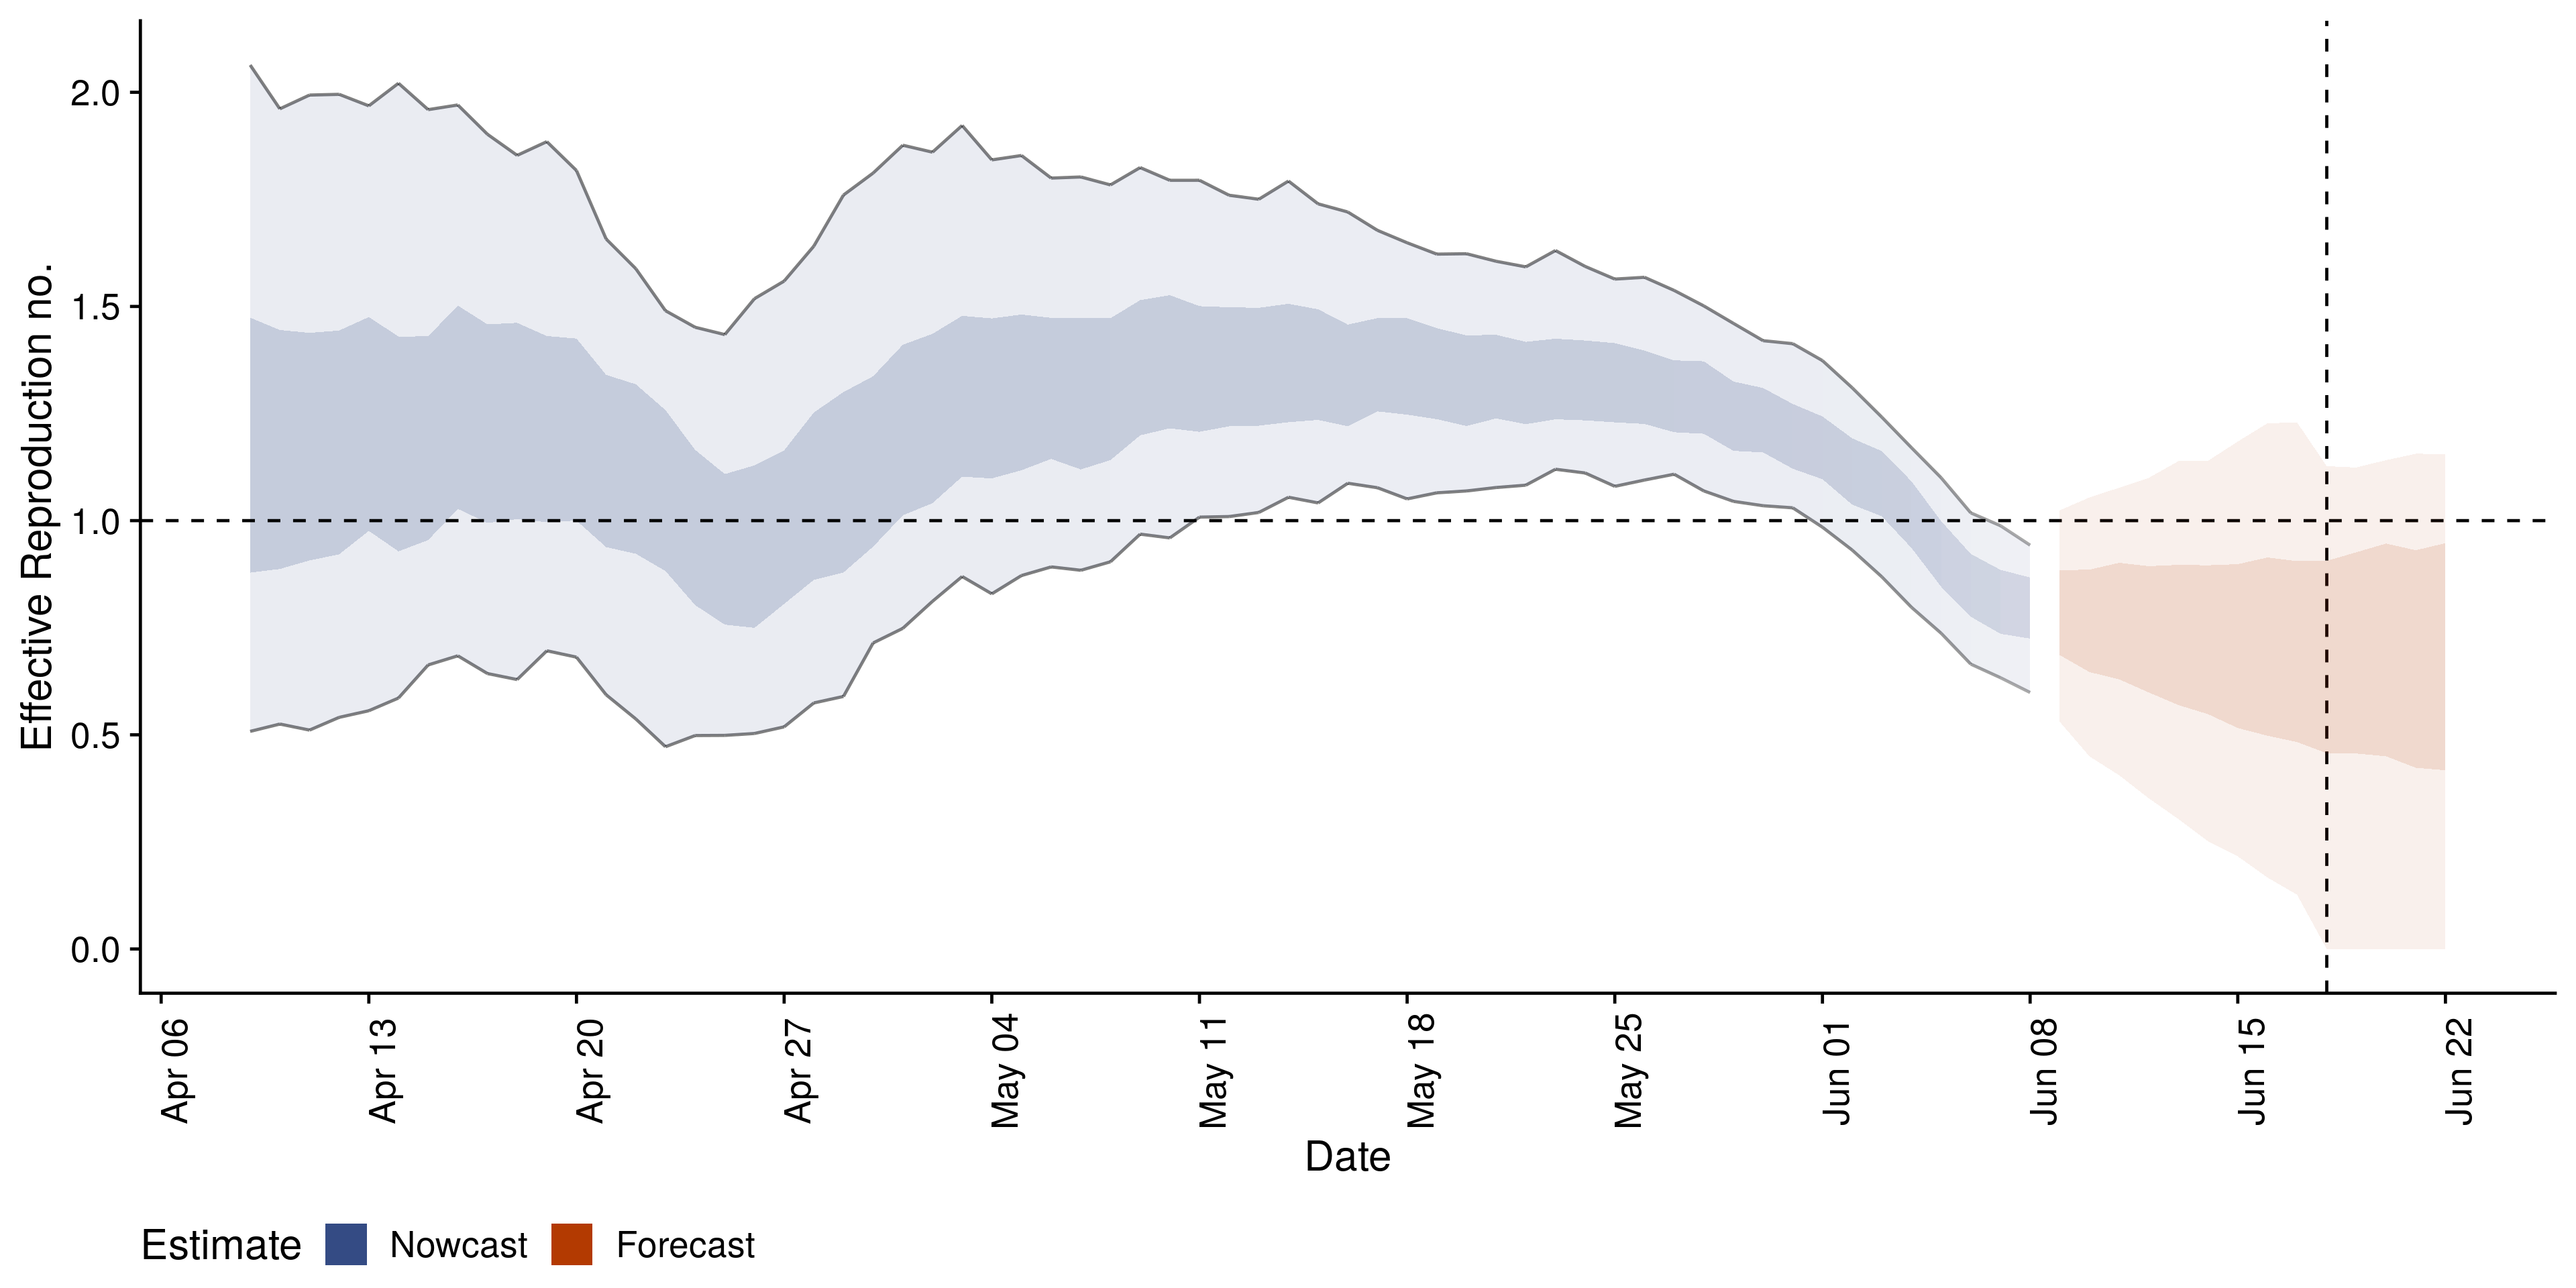 Effective Reproduction no.
2.0
1.5
1.0
0.5
0.0
Apr 06
Apr 13
Apr 20
Apr 27
May 04
May 11
May 18
May 25
Jun 01
Jun 08
Jun 15
Jun 22
Date
Estimate Nowcast Forecast